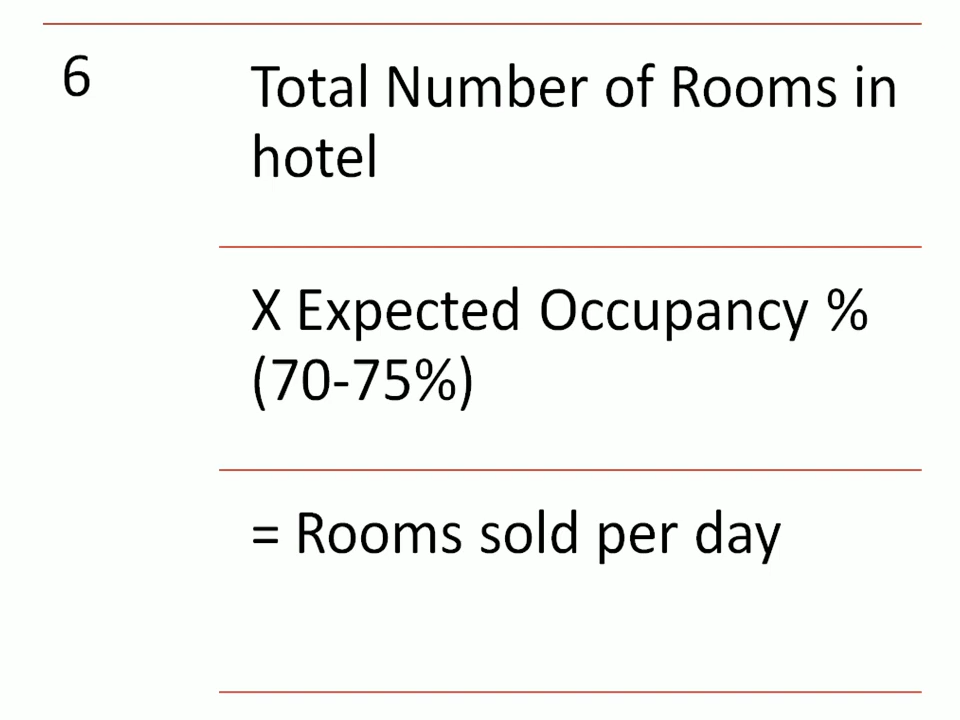 6
Total Number of Rooms in
hotel
X Expected Occupancy %
(70-75%)
= Rooms sold per day